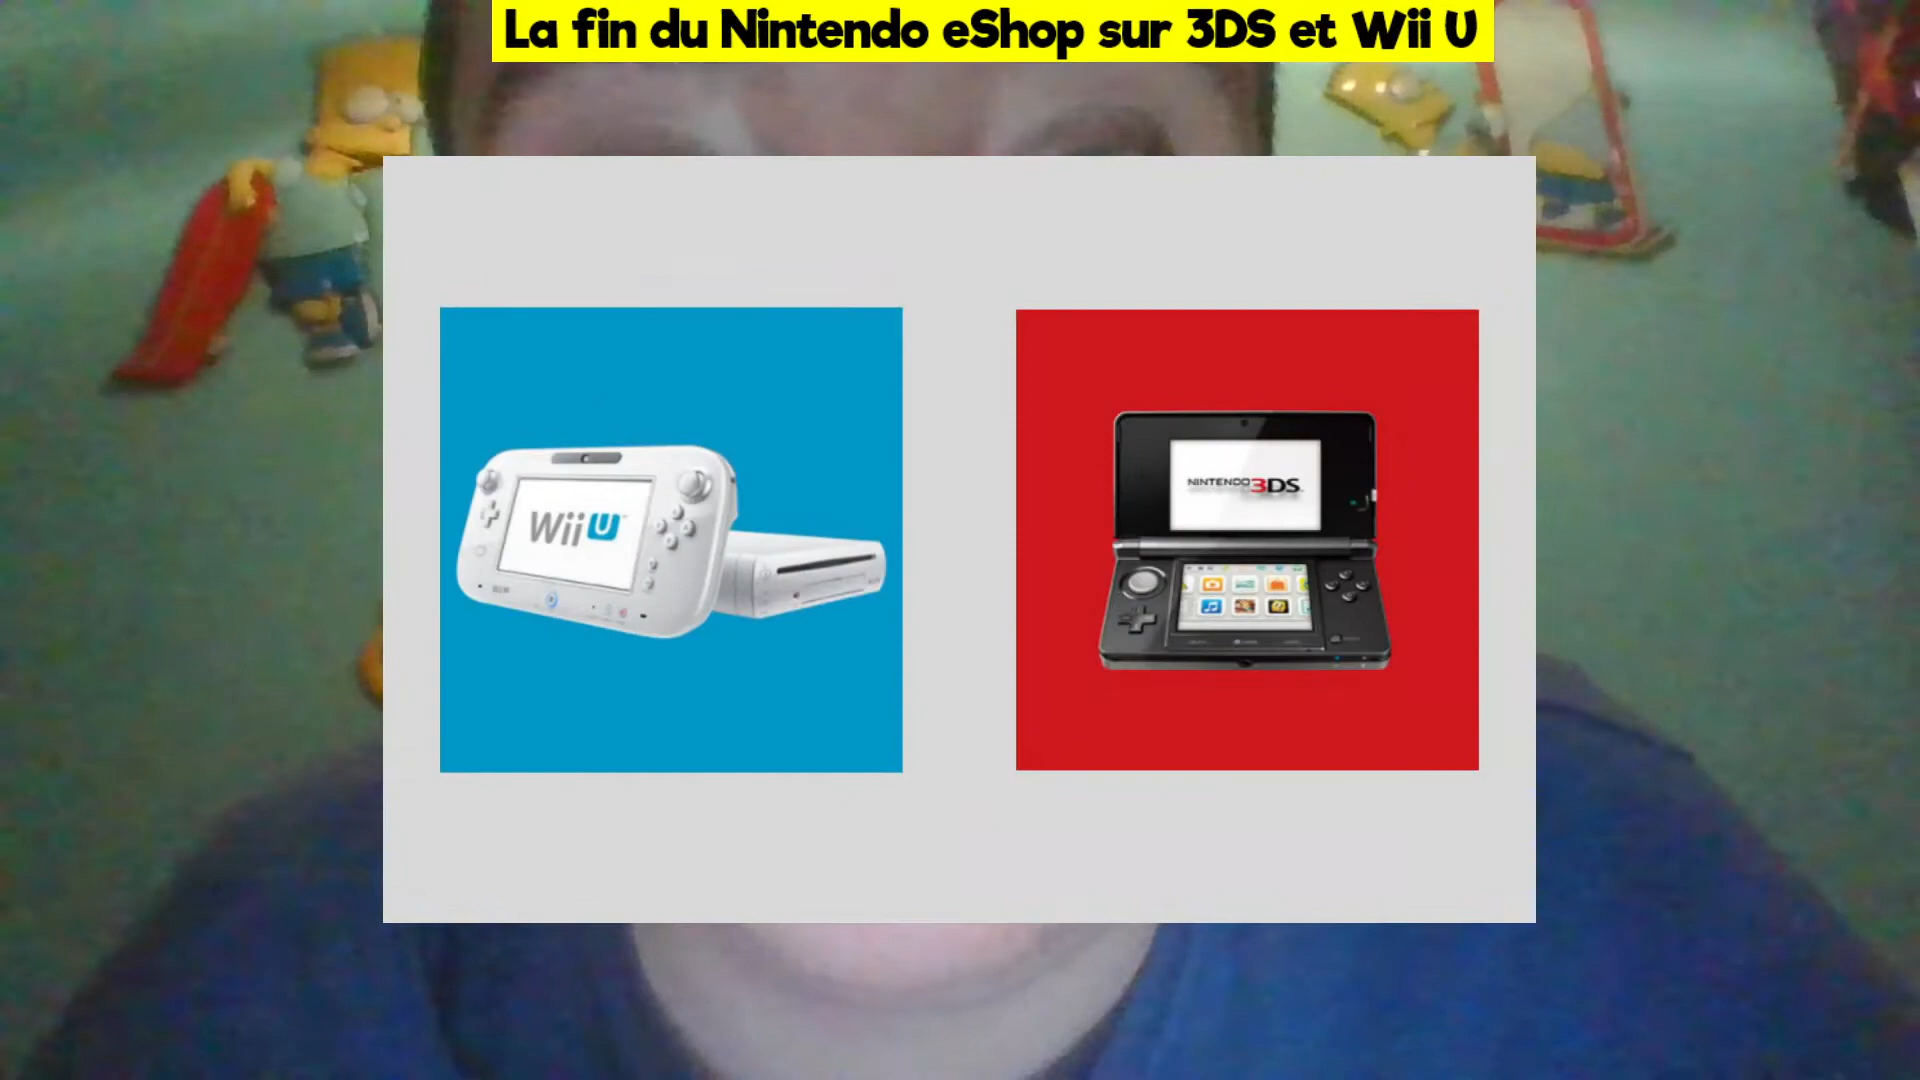 La fin du Nintendo eShop sur 3DS et Wii U
Wii U
NINTENDO 3DS